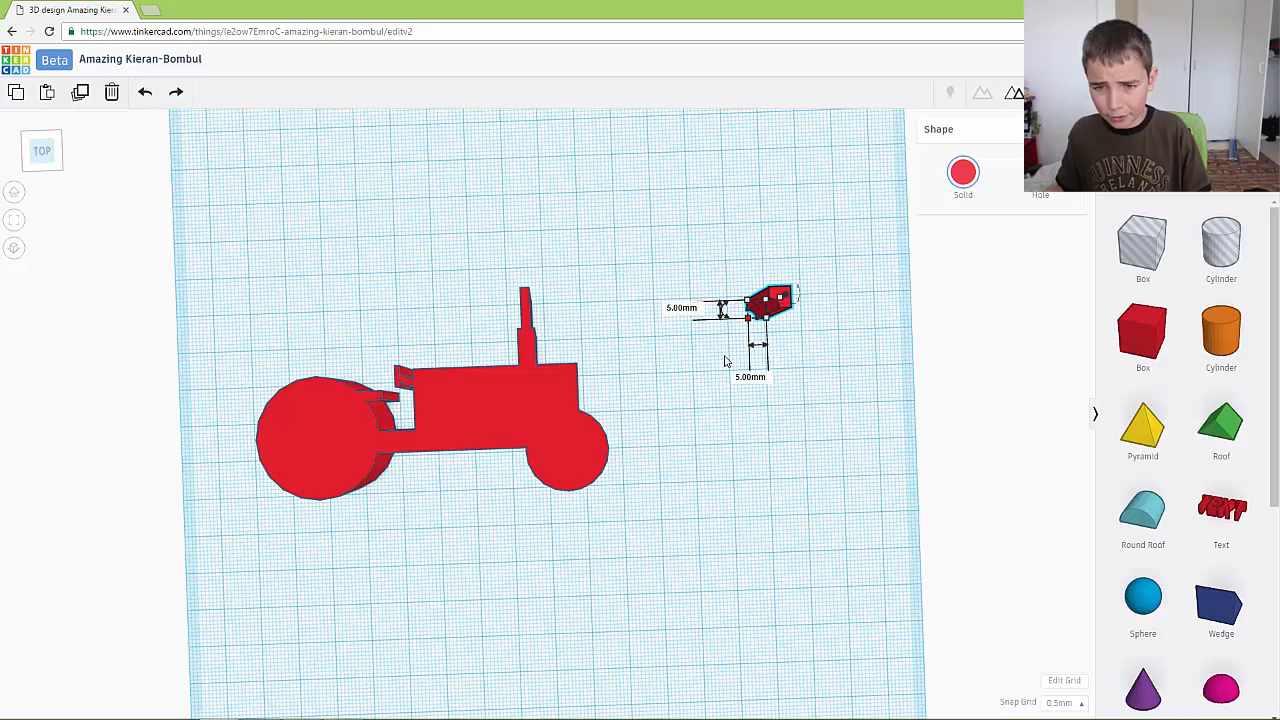 3D design Amazing Kiera
https://www.tinkercad.com/things/le2ow7EmroC-amazing-kieran-bombul/editv2
TIN
KER
CAD
Beta
Amazing Kieran-Bombul
TOP
Shape
Solid
Hole
5.00mm
5.00mm
Box
Cylinder
Box
Cylinder
Pyramid
Roof
Round Roof
Text
Sphere
Wedge
Edit Grid
Snap Grid
0.5mm
GUINNESS